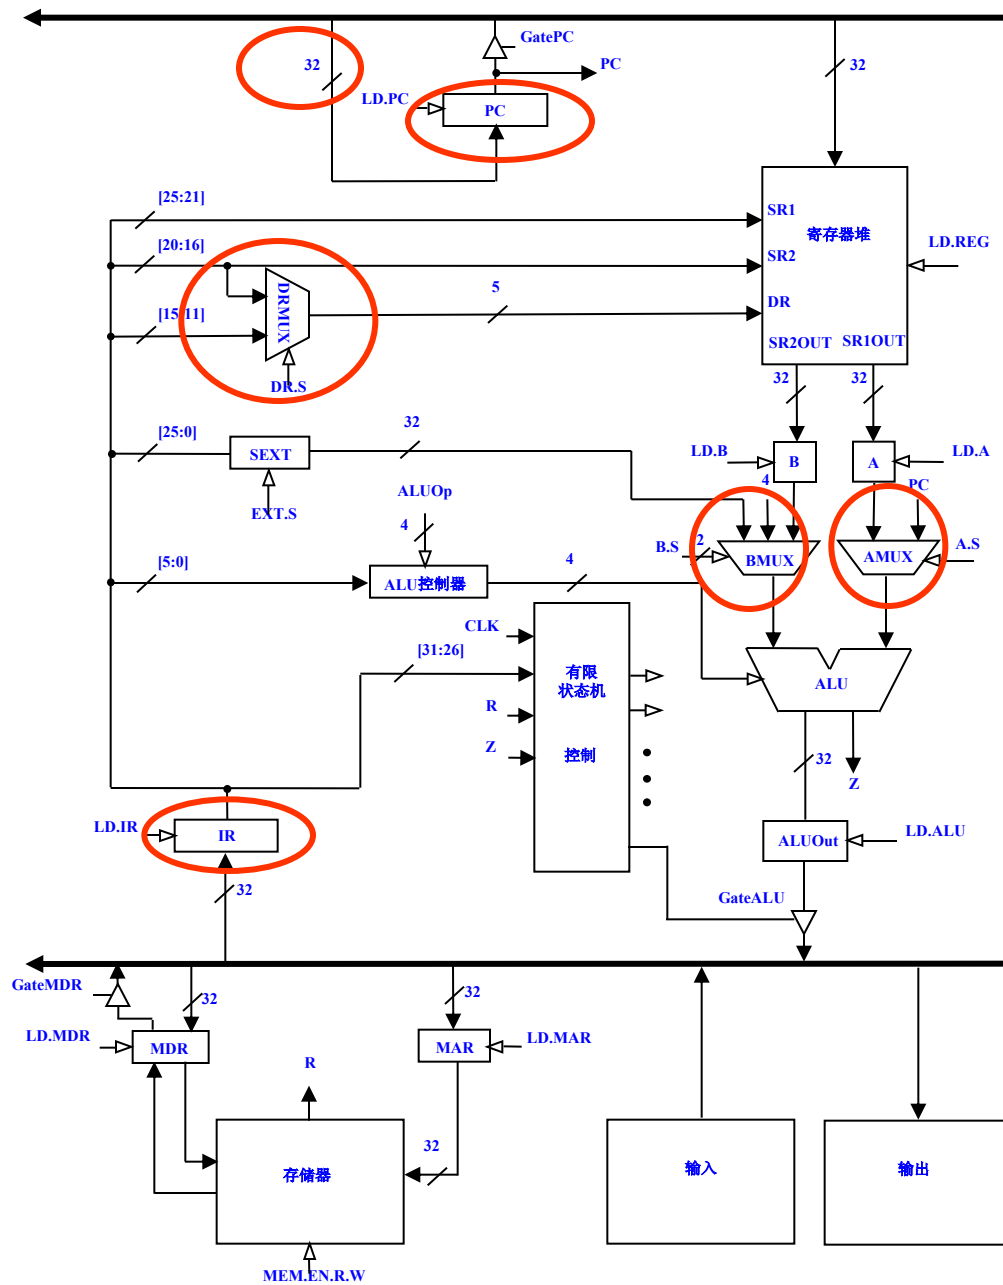 GatePC
32
PC
32
LD.PC
PC
[25:21]
SR1
寄存器堆
LD.REG
[20:16]
SR2
DRMUX
5
DR
[15:11]
SR2OUT
SR1OUT
DR.S
32
32
32
[25:0]
SEXT
LD.B
B
A
LD.A
ALUOp
4
PC
EXT.S
4
B.S
2
BMUX
AMUX
A.S
[5:0]
ALU控制器
4
CLK
[31:26]
有限
状态机
ALU
R
Z
控制
32
Z
LD.IR
IR
ALUOut
LD.ALU
32
GateALU
GateMDR
32
32
LD.MDR
MDR
MAR
LD.MAR
R
32
存储器
输入
输出
MEM.EN.R.W